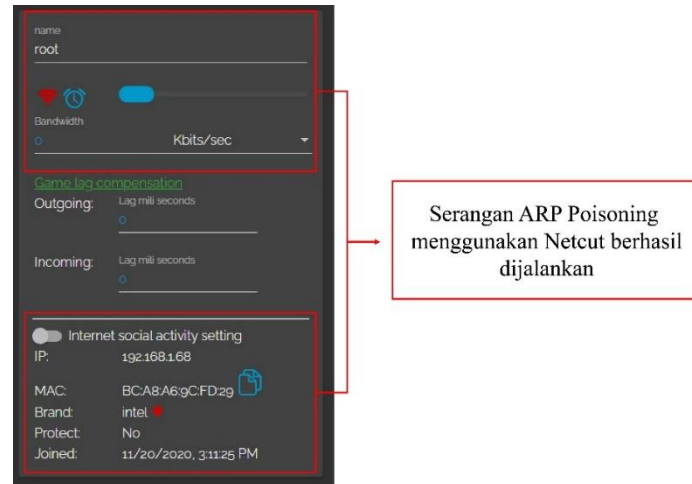 name
root
Bandwidth
0 Kbits/sec
Game lag compensation
Outgoing: Lag mili seconds
0
Incoming: Lag mili seconds
0
Internet social activity setting
IP: 192.168.1.68
MAC: BC:A8:A6:9C:FD:29
Brand: intel
Protect: No
Joined: 11/20/2020, 3:11:25 PM
Serangan ARP Poisoning
menggunakan Netcut berhasil
dijalankan